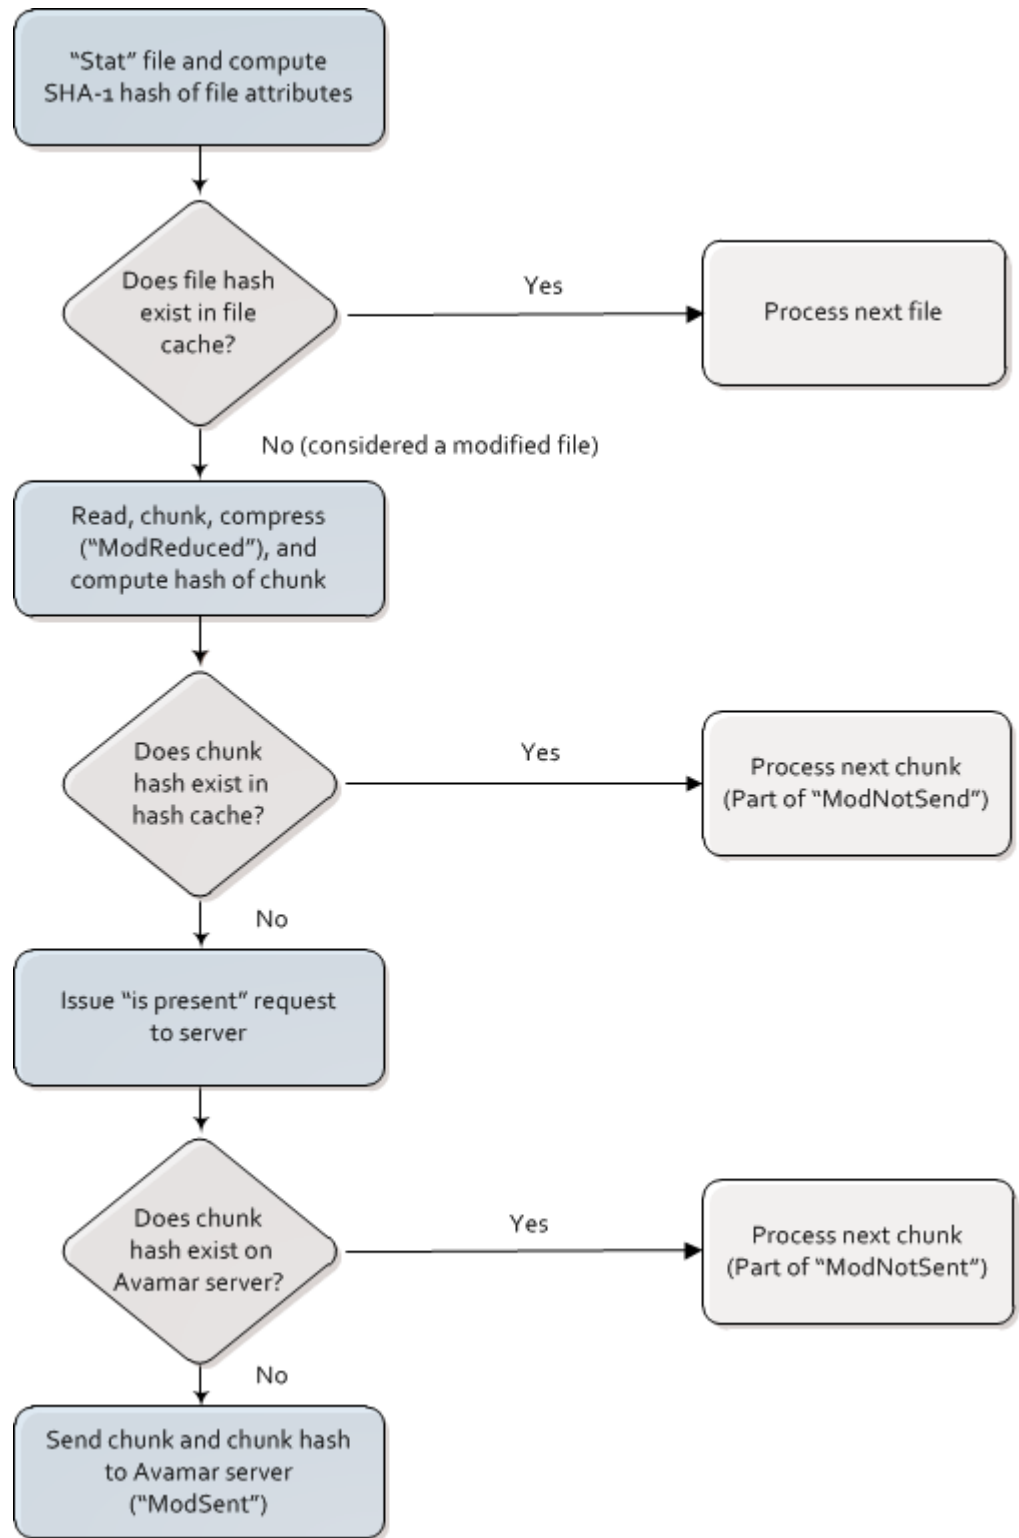 “Stat” file and compute
SHA-1 hash of file attributes
Does file hash
exist in file
cache?
Yes
Process next file
No (considered a modified file)
Read, chunk, compress
(“ModReduced”), and
compute hash of chunk
Does chunk
hash exist in
hash cache?
Yes
Process next chunk
(Part of “ModNotSend”)
No
Issue “is present” request
to server
Does chunk
hash exist on
Avamar server?
Yes
Process next chunk
(Part of “ModNotSent”)
No
Send chunk and chunk hash
to Avamar server
(“ModSent”)